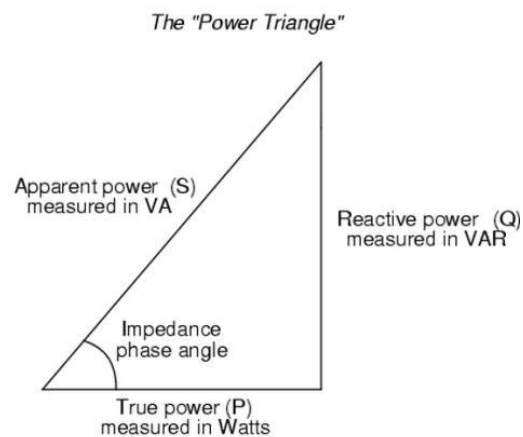 The "Power Triangle"
Apparent power (S)
measured in VA
Reactive power (Q)
measured in VAR
Impedance
phase angle
True power (P)
measured in Watts